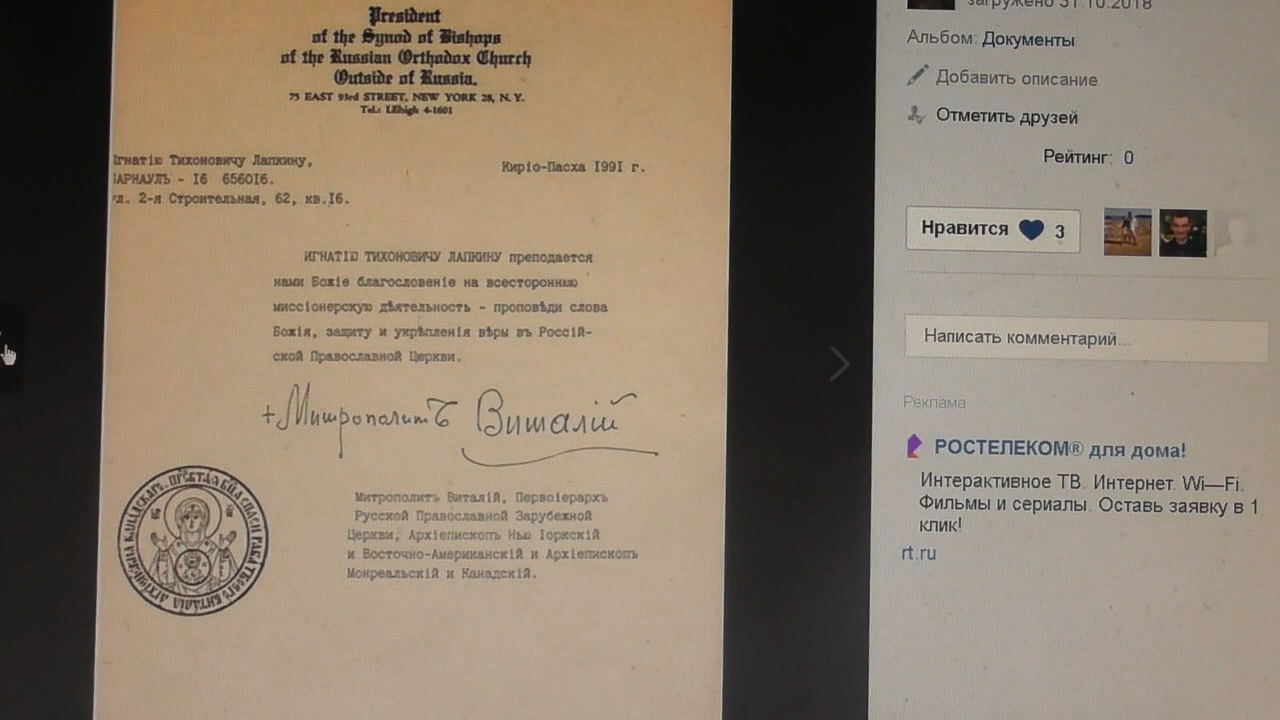 President
of the Synod of Bishops
of the Russian Orthodox Church
Outside of Russia.
75 EAST 93rd STREET, NEW YORK 28, N. Y.
Tel.: LEhigh 4-1601
Игнатію Тихоновичу Лапкину,
Киріо-Пасха I99I г.
БАРНАУЛЪ - I6 6560I6.
ул. 2-я Строительная, 62, кв.I6.
ИГНАТІЮ ТИХОНОВИЧУ ЛАПКИНУ преподается
нами Божіе благословеніе на всестороннюю
миссіонерскую дѣятельность - проповѣди слова
Божія, защиту и укрѣпленія вѣры въ Россій-
ской Православной Церкви.
+Митрополитъ Виталій
Митрополитъ Виталій, Первоіерархъ
Русской Православной Зарубежной
Церкви, Архіепископъ Нью Іоркскій
и Восточно-Американскій и Архіепископъ
Монреальскій и Канадскій.
загружено 31.10.2018
Альбом: Документы
Добавить описание
Отметить друзей
Рейтинг: 0
Нравится 3
Написать комментарий...
Реклама
РОСТЕЛЕКОМ® для дома!
Интерактивное ТВ. Интернет. Wi—Fi.
Фильмы и сериалы. Оставь заявку в 1
клик!
rt.ru